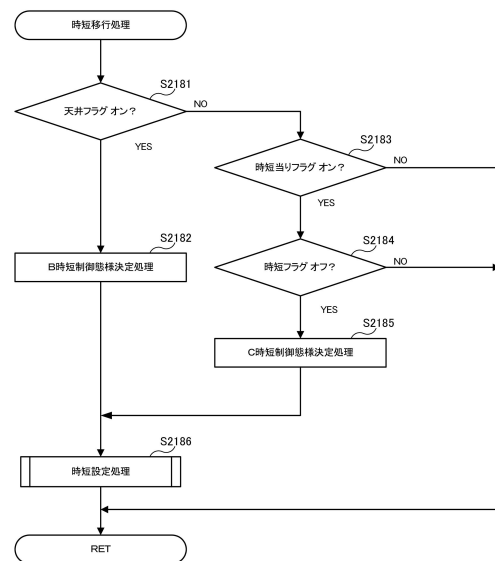 時短移行処理
S2181
天井フラグ オン?
NO
YES
S2183
時短当りフラグ オン?
NO
YES
S2182
B時短制御態様決定処理
S2184
時短フラグ オフ?
NO
YES
S2185
C時短制御態様決定処理
S2186
時短設定処理
RET